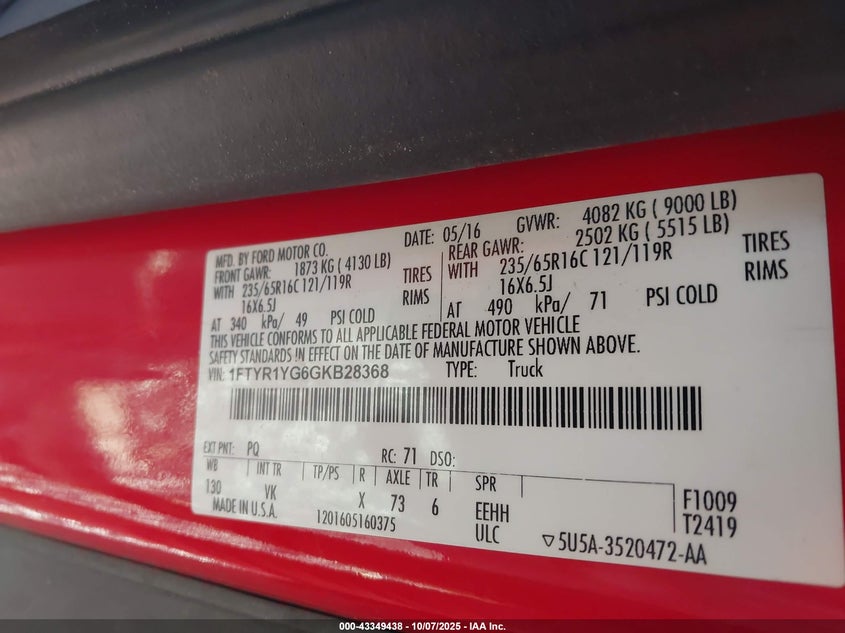 MFD. BY FORD MOTOR CO. DATE: 05/16 GVWR: 4082 KG ( 9000 LB)
FRONT GAWR: 1873 KG ( 4130 LB) REAR GAWR: 2502 KG ( 5515 LB)
WITH 235/65R16C 121/119R TIRES WITH 235/65R16C 121/119R TIRES
16X6.5J RIMS 16X6.5J RIMS
AT 340 kPa/ 49 PSI COLD AT 490 kPa/ 71 PSI COLD
THIS VEHICLE CONFORMS TO ALL APPLICABLE FEDERAL MOTOR VEHICLE
SAFETY STANDARDS IN EFFECT ON THE DATE OF MANUFACTURE SHOWN ABOVE.
VIN: 1FTYR1YG6GKB28368 TYPE: Truck
EXT PNT: PQ RC: 71 DSO:
WB INT TR TP/PS R AXLE TR SPR
130 VK X 73 6 EEHH F1009
MADE IN U.S.A. 1201605160375 ULC T2419
▽5U5A-3520472-AA
000-43349438 - 10/07/2025 - IAA Inc.